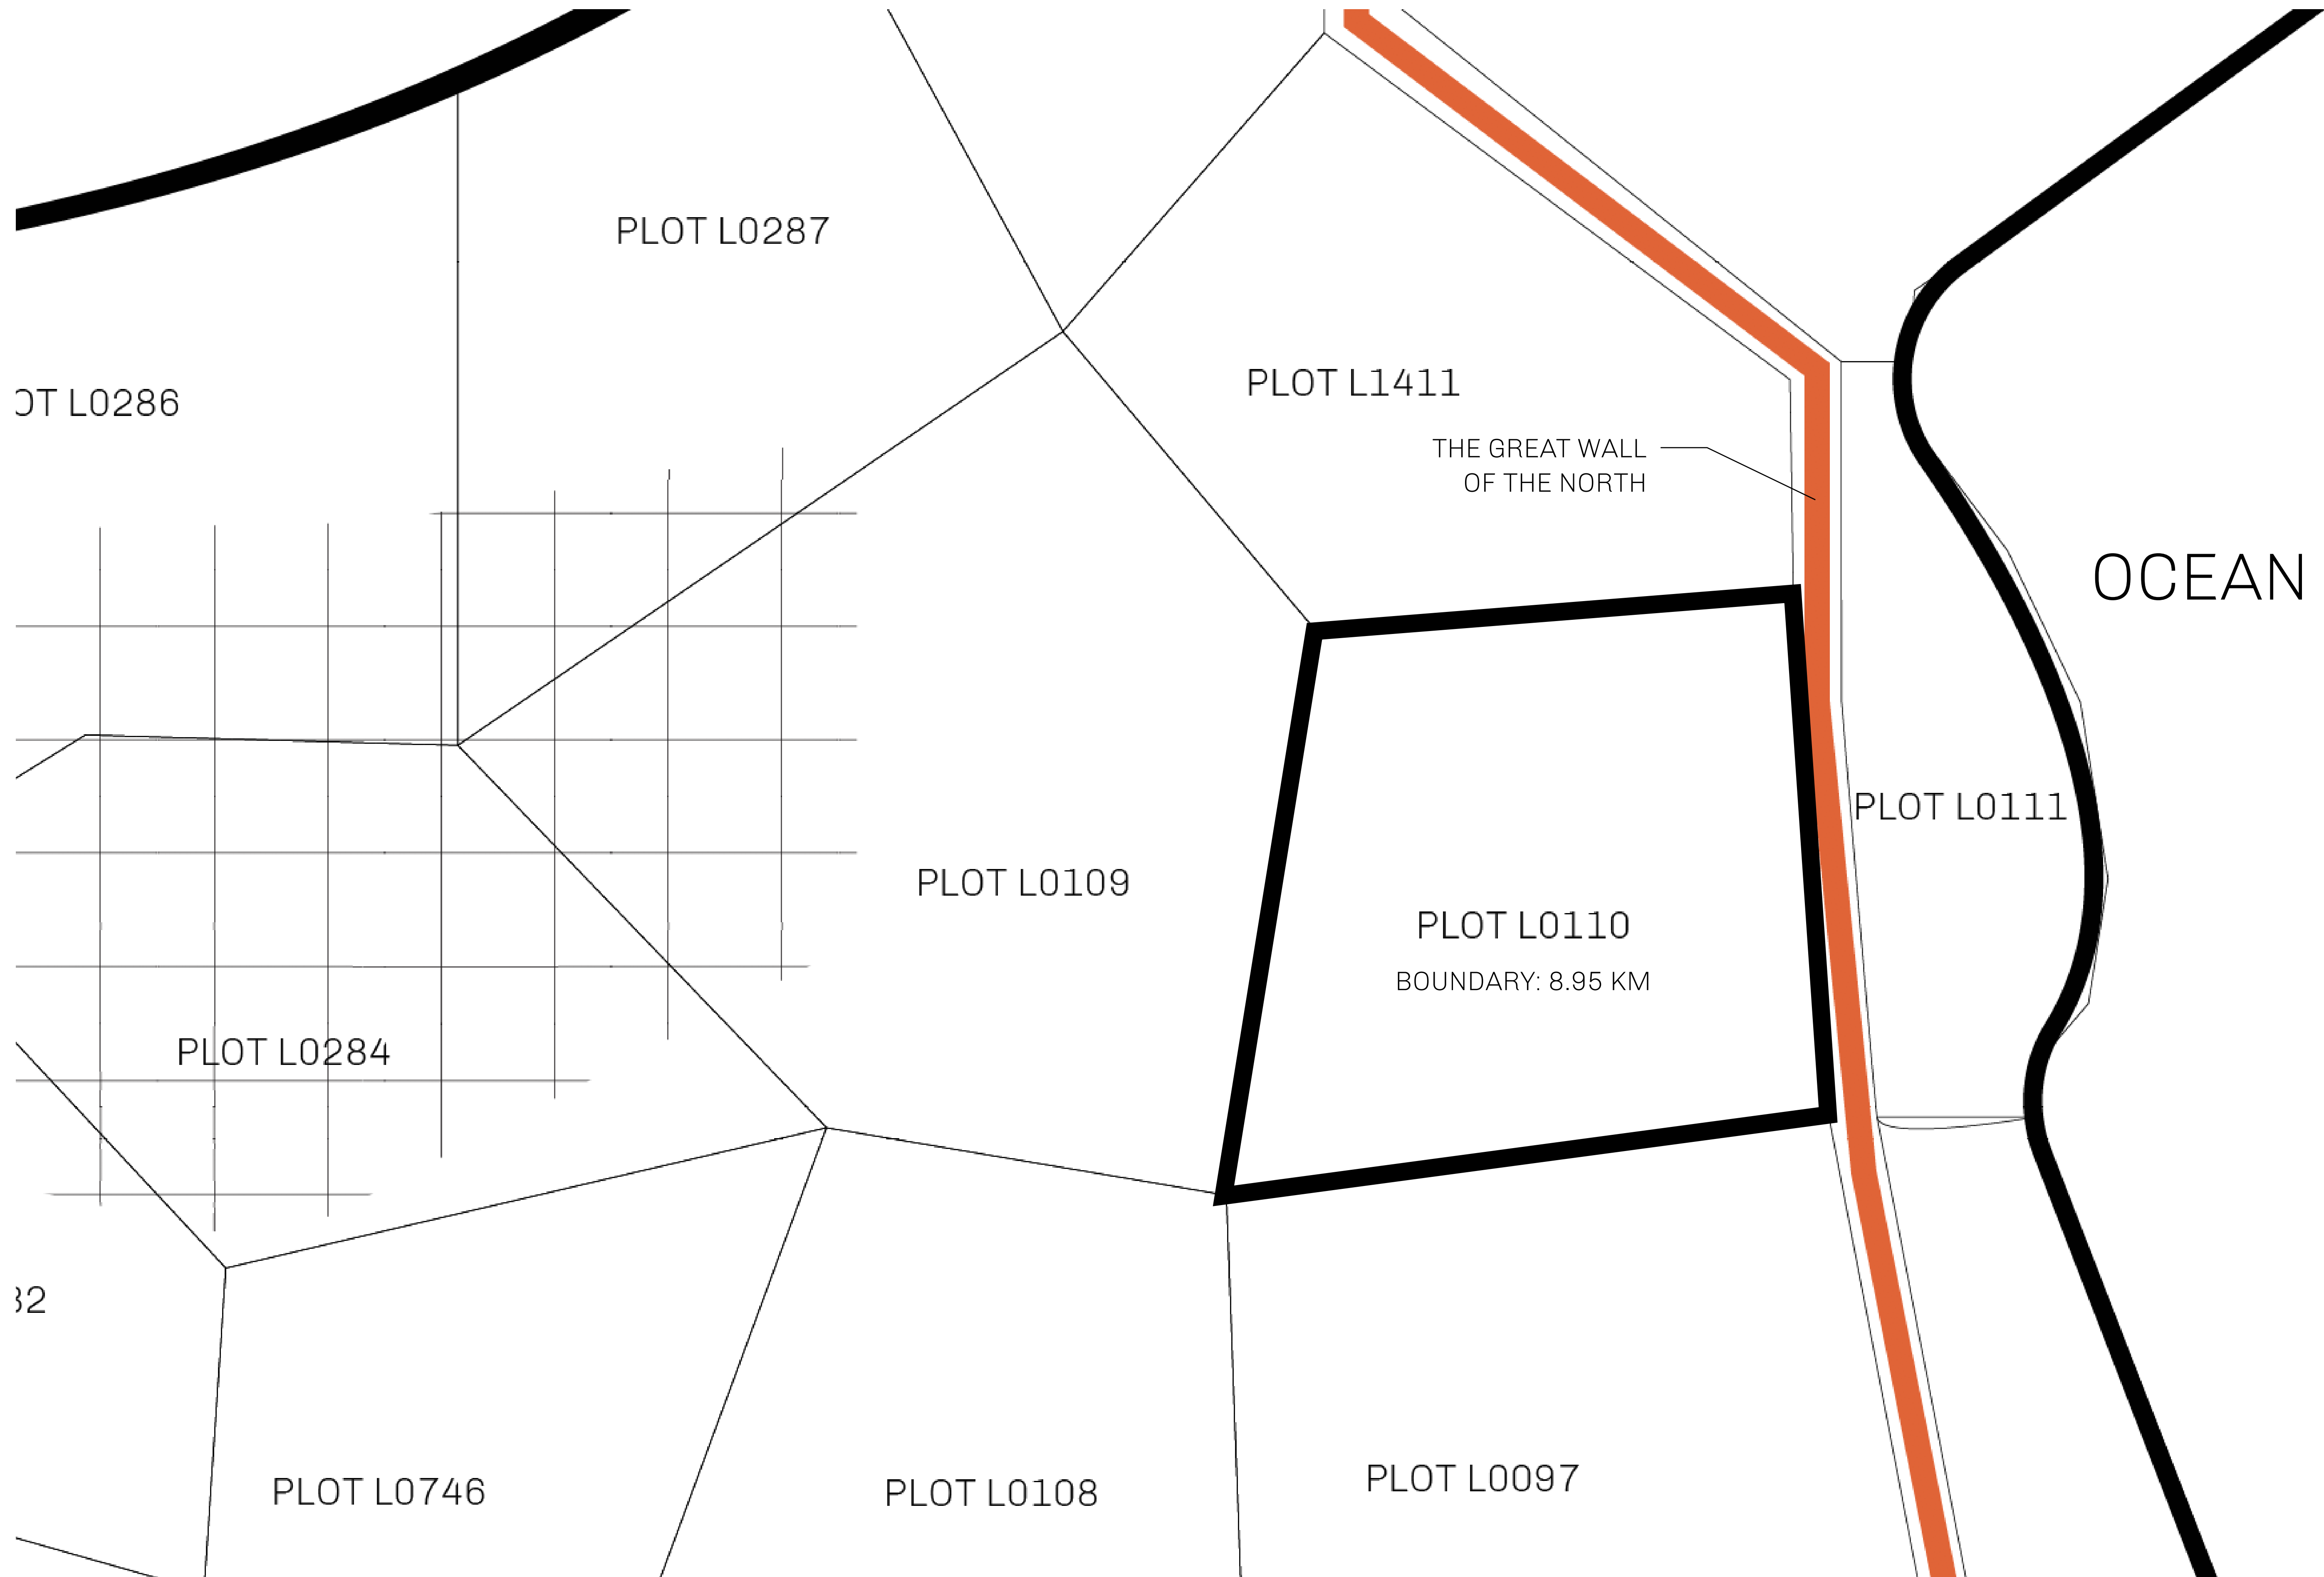 PLOT L0287
PLOT L1411
OT L0286
THE GREAT WALL
OF THE NORTH
OCEAN
PLOT L0111
PLOT L0109
PLOT L0110
BOUNDARY: 8.95 KM
PLOT L0284
32
PLOT L0097
PLOT L0746
PLOT L0108